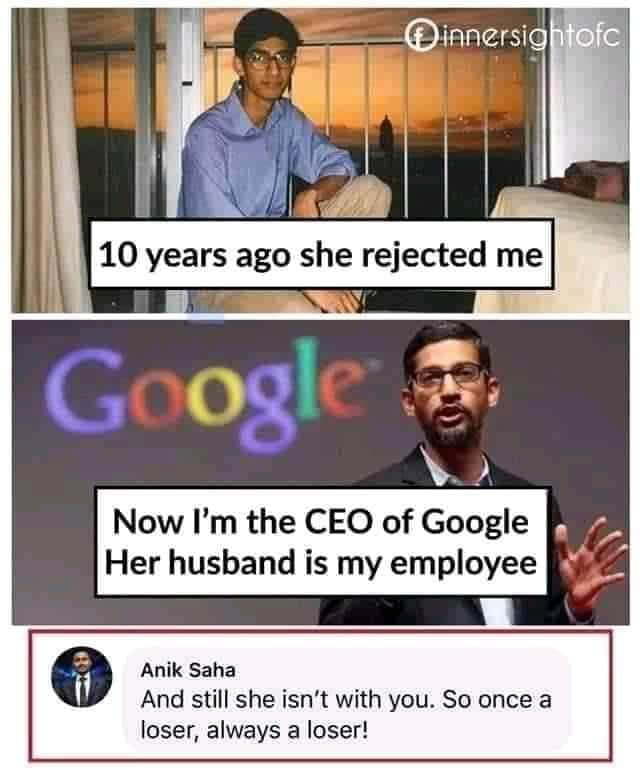 innersightofc
10 years ago she rejected me
Google
Now I'm the CEO of Google
Her husband is my employee
Anik Saha
And still she isn't with you. So once a
loser, always a loser!